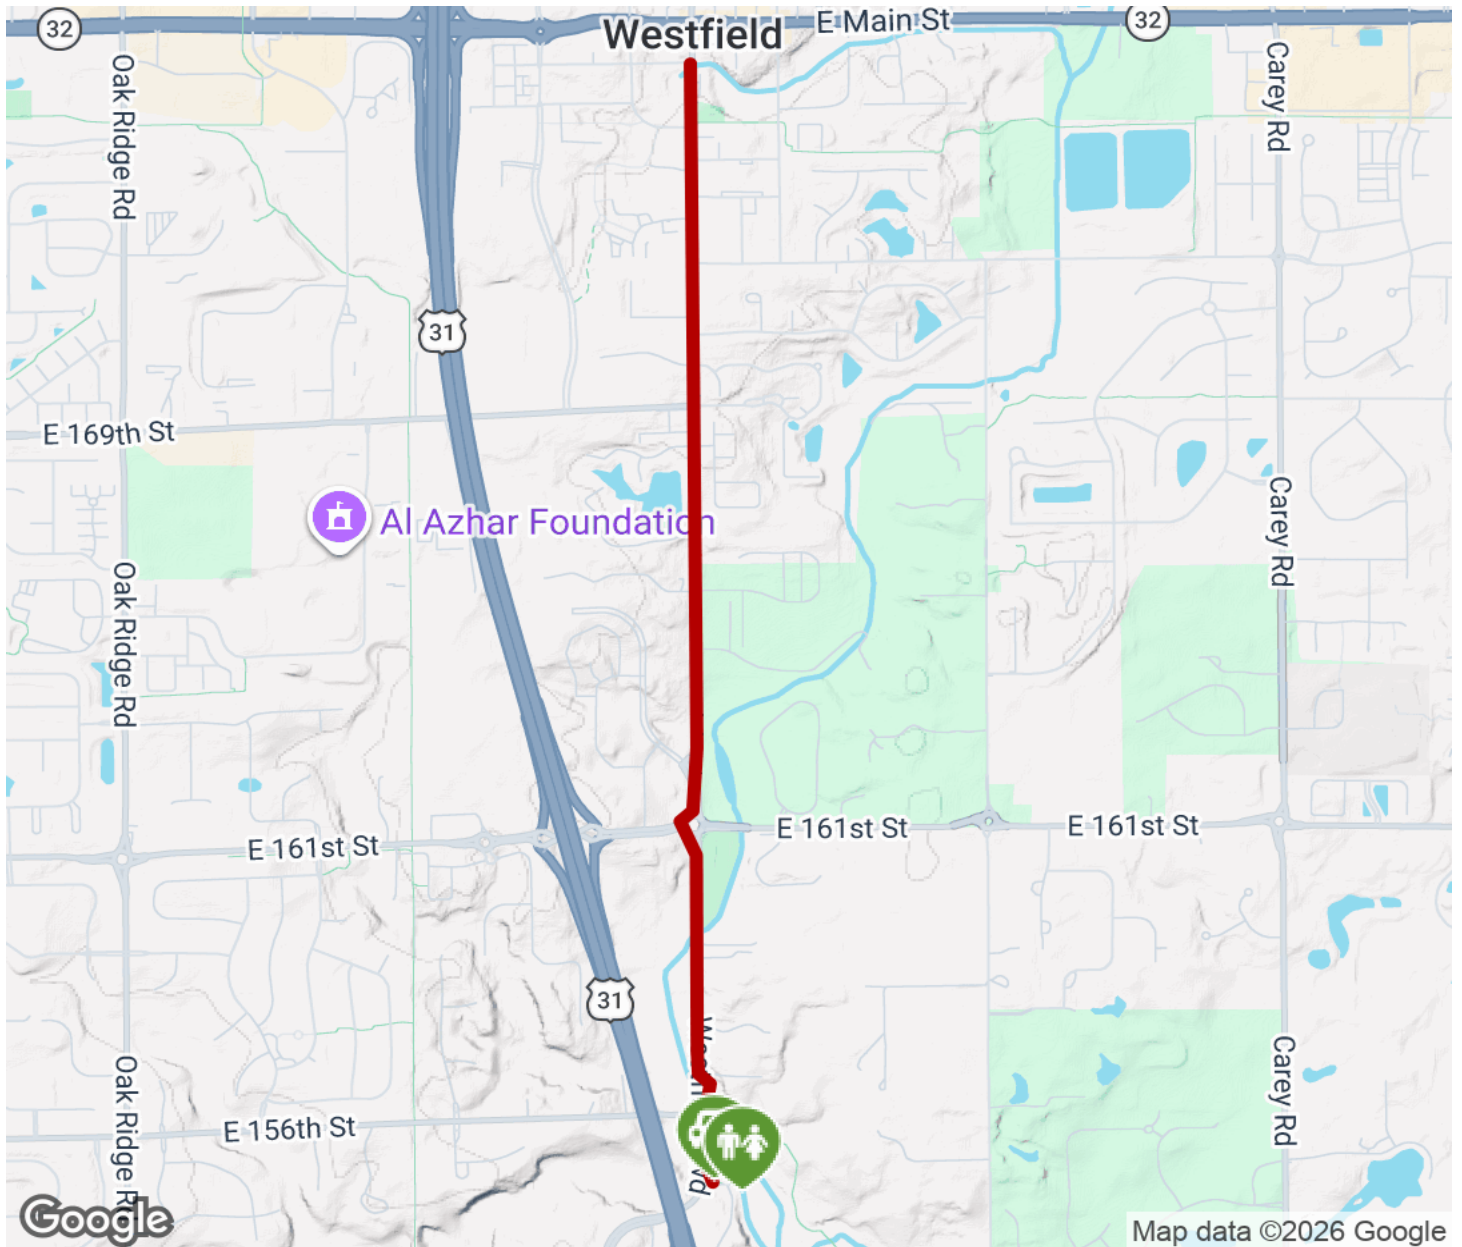 32
Westfield
E Main St
32
Oak Ridge Rd
Carey Rd
31
E 169th St
Al Azhar Foundation
Carey Rd
Oak Ridge Rd
E 161st St
E 161st St
E 161st St
31
Carey Rd
E 156th St
Oak Ridge Rd
Google
Map data ©2026 Google